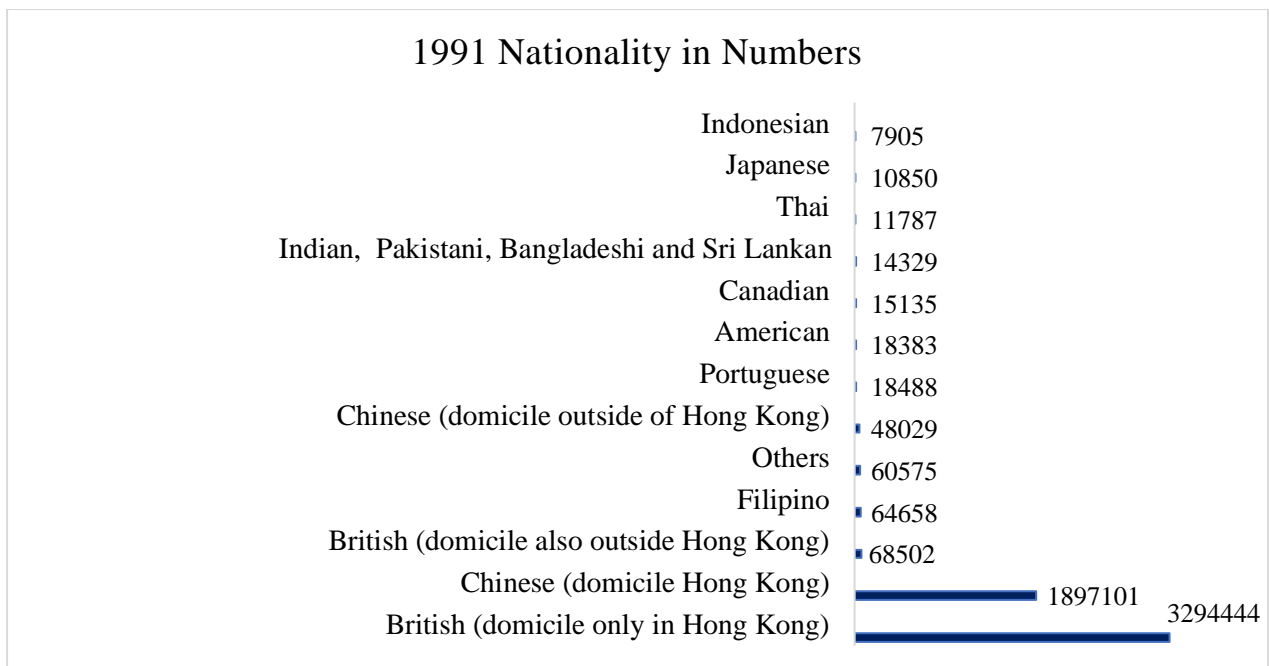 1991 Nationality in Numbers
Indonesian 7905
Japanese 10850
Thai 11787
Indian, Pakistani, Bangladeshi and Sri Lankan 14329
Canadian 15135
American 18383
Portuguese 18488
Chinese (domicile outside of Hong Kong) 48029
Others 60575
Filipino 64658
British (domicile also outside Hong Kong) 68502
Chinese (domicile Hong Kong) 1897101
British (domicile only in Hong Kong) 3294444